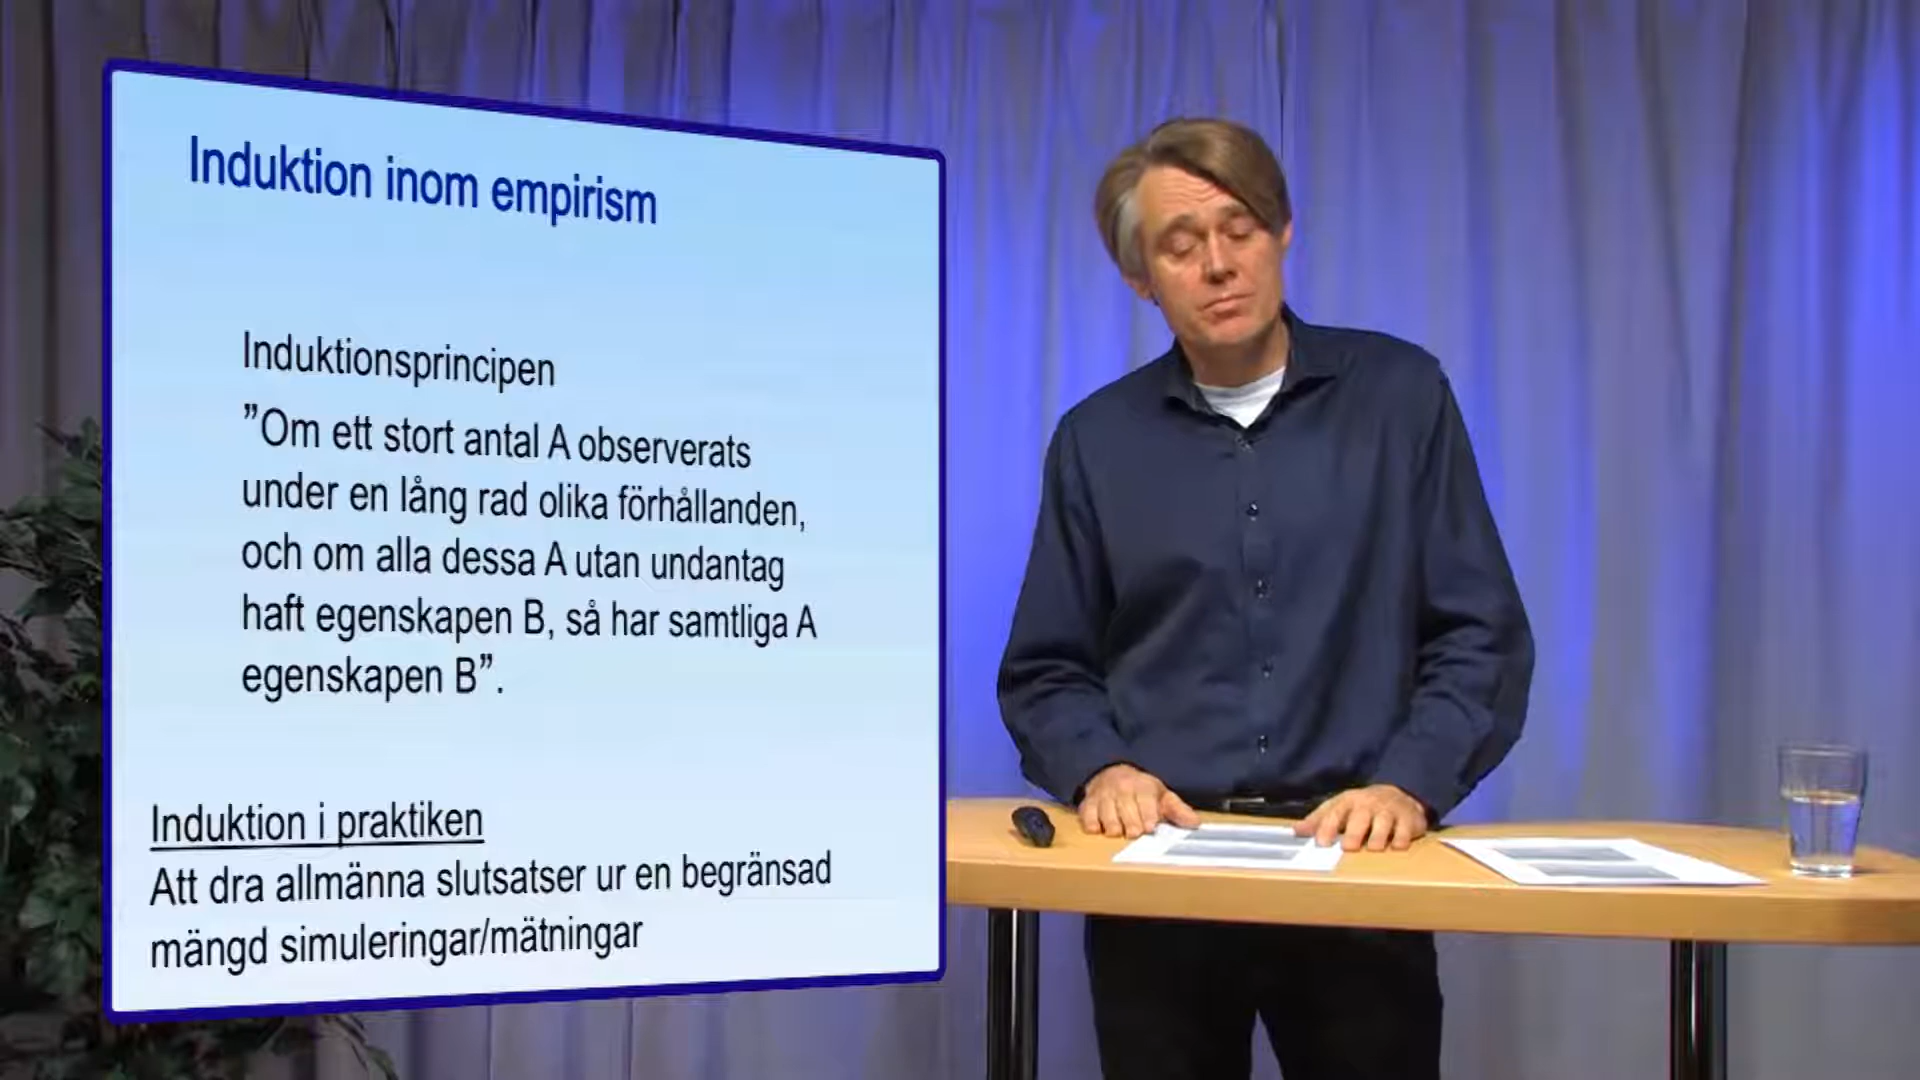 Induktion inom empirism
Induktionsprincipen
”Om ett stort antal A observerats
under en lång rad olika förhållanden,
och om alla dessa A utan undantag
haft egenskapen B, så har samtliga A
egenskapen B”.
Induktion i praktiken
Att dra allmänna slutsatser ur en begränsad
mängd simuleringar/mätningar